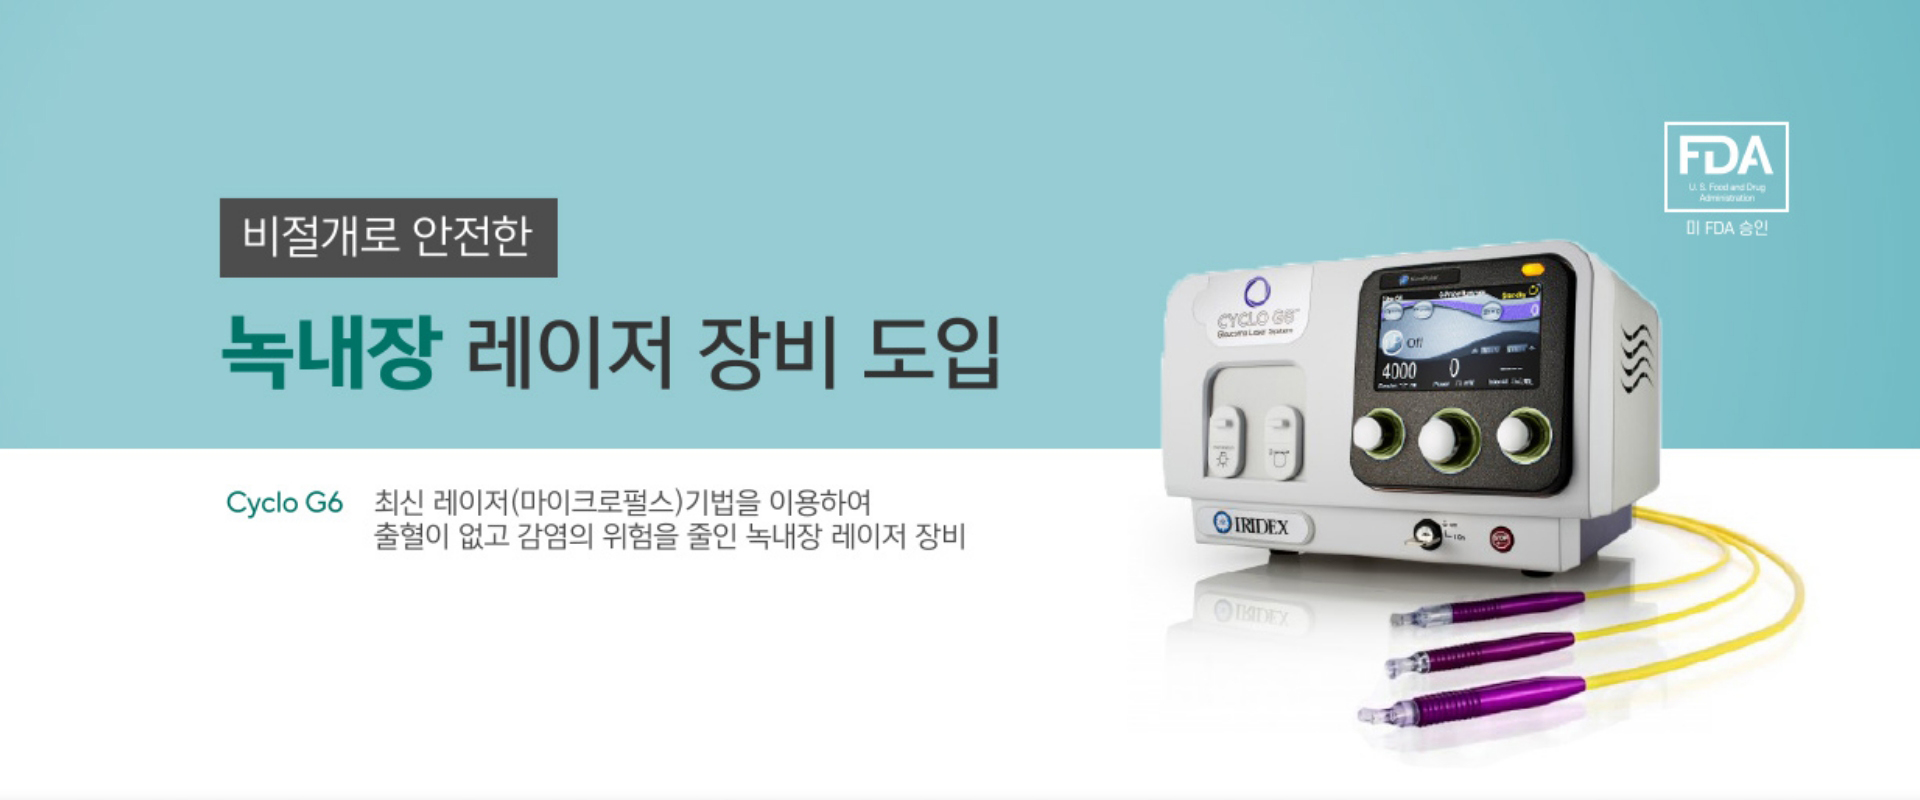 FDA
U. S. Food and Drug
Administration
미 FDA 승인
비절개로 안전한
녹내장 레이저 장비 도입
Cyclo G6 최신 레이저(마이크로펄스)기법을 이용하여
출혈이 없고 감염의 위험을 줄인 녹내장 레이저 장비
CYCLO G6
Glaucoma Laser System
Off
4000
0
IRIDEX